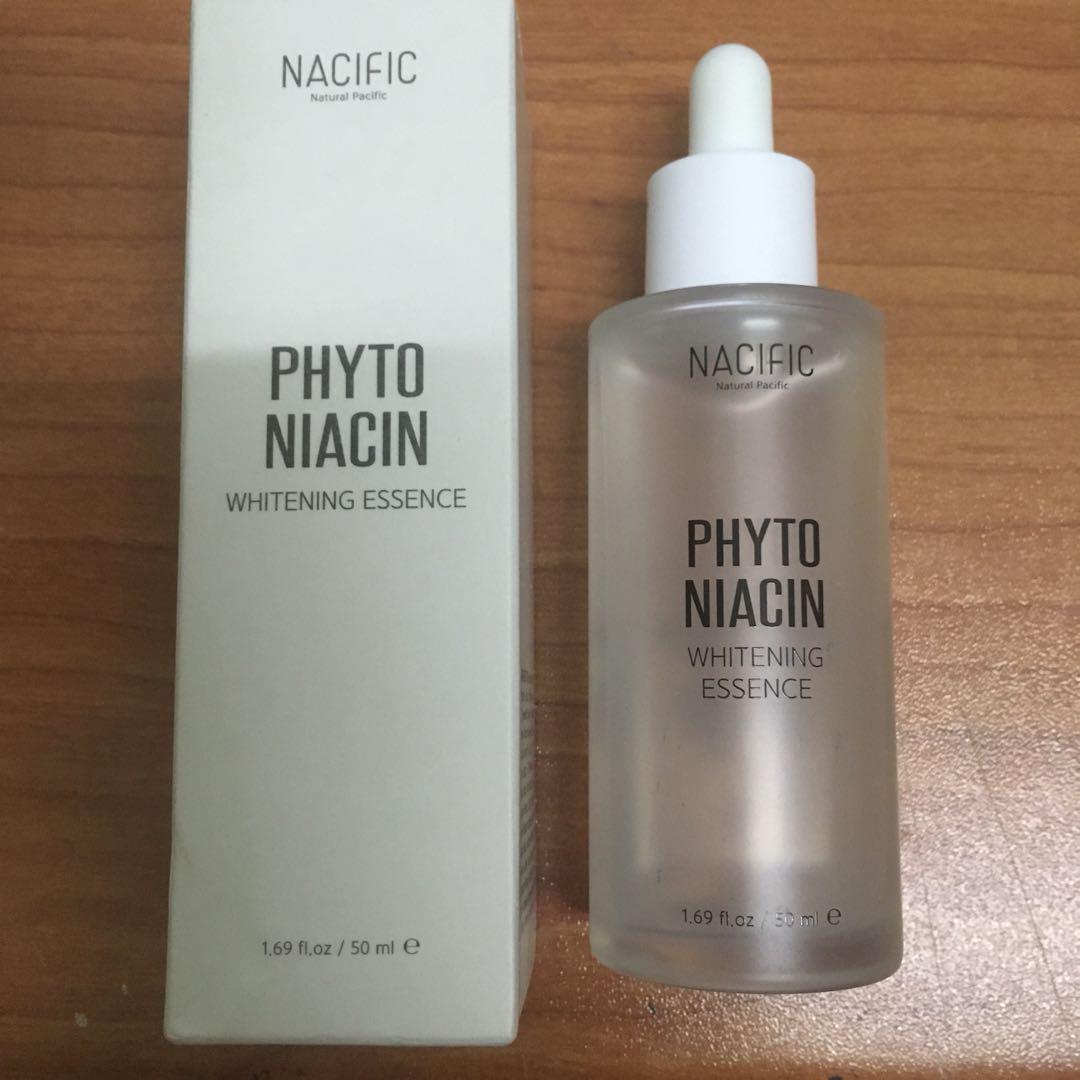 NACIFIC
Natural Pacific
PHYTO
NIACIN
WHITENING ESSENCE
1.69 fl.oz / 50 ml e
NACIFIC
Natural Pacific
PHYTO
NIACIN
WHITENING
ESSENCE
1.69 fl.oz / 50 ml e